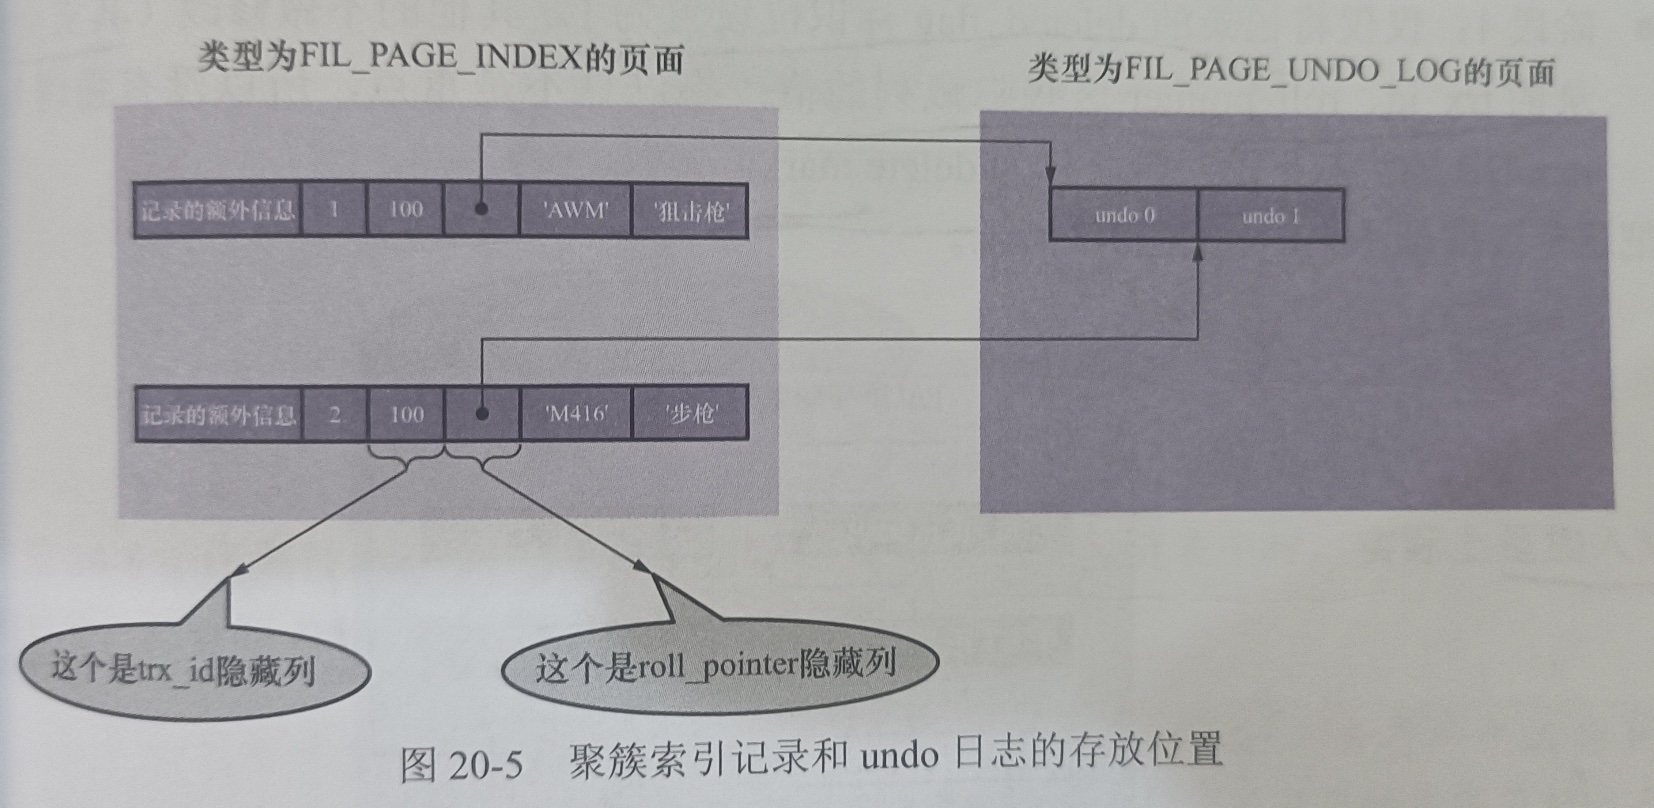 类型为FIL_PAGE_INDEX的页面
类型为FIL_PAGE_UNDO_LOG的页面
记录的额外信息 1 100 'AWM' '狙击枪'
undo 0 undo 1
记录的额外信息 2 100 'M416' '步枪'
这个是trx_id隐藏列
这个是roll_pointer隐藏列
图 20-5 聚簇索引记录和 undo 日志的存放位置